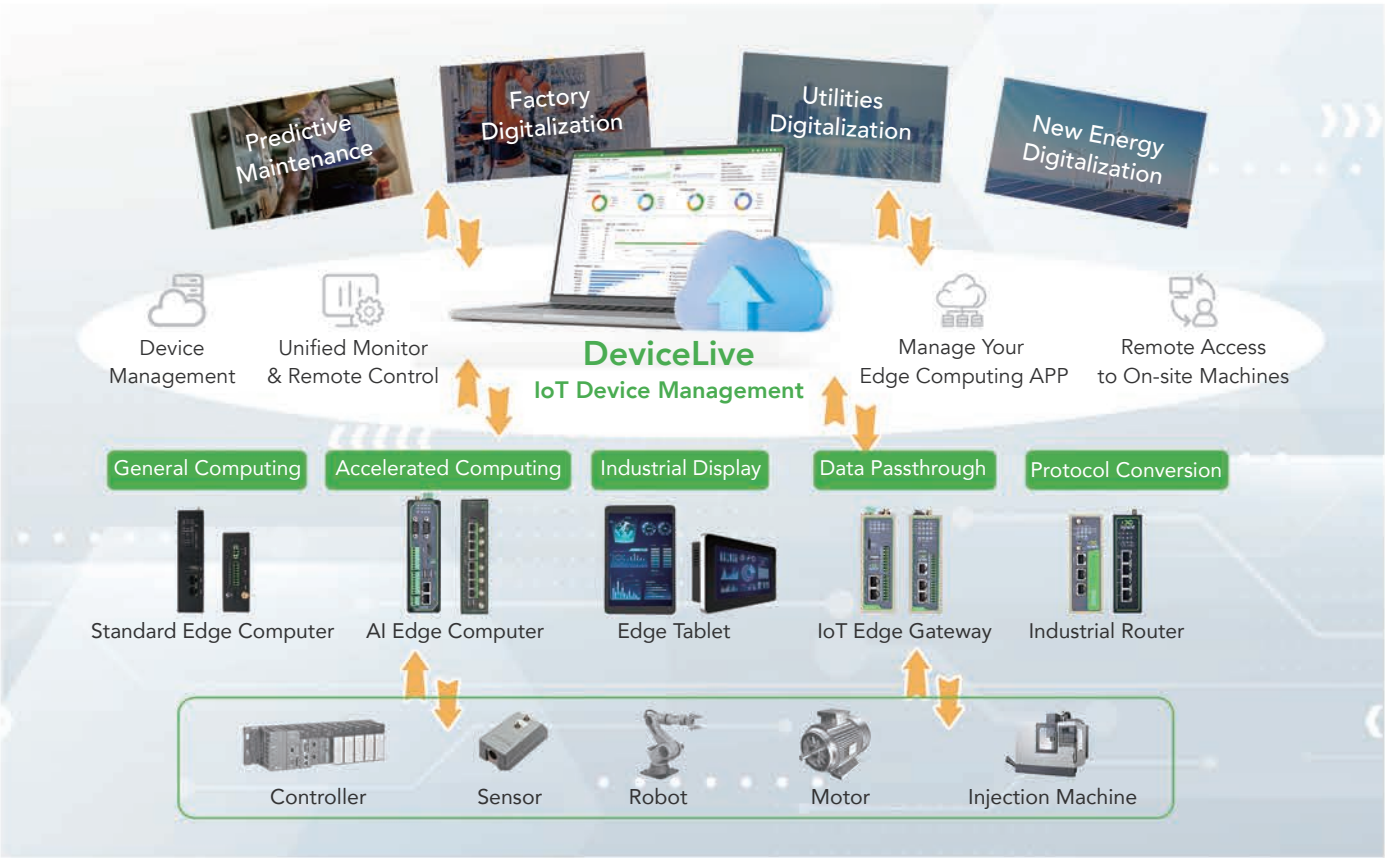 Predictive
Maintenance
Factory
Digitalization
Utilities
Digitalization
New Energy
Digitalization
Device
Management
Unified Monitor
& Remote Control
DeviceLive
IoT Device Management
Manage Your
Edge Computing APP
Remote Access
to On-site Machines
General Computing
Accelerated Computing
Industrial Display
Data Passthrough
Protocol Conversion
Standard Edge Computer
AI Edge Computer
Edge Tablet
IoT Edge Gateway
Industrial Router
Controller
Sensor
Robot
Motor
Injection Machine